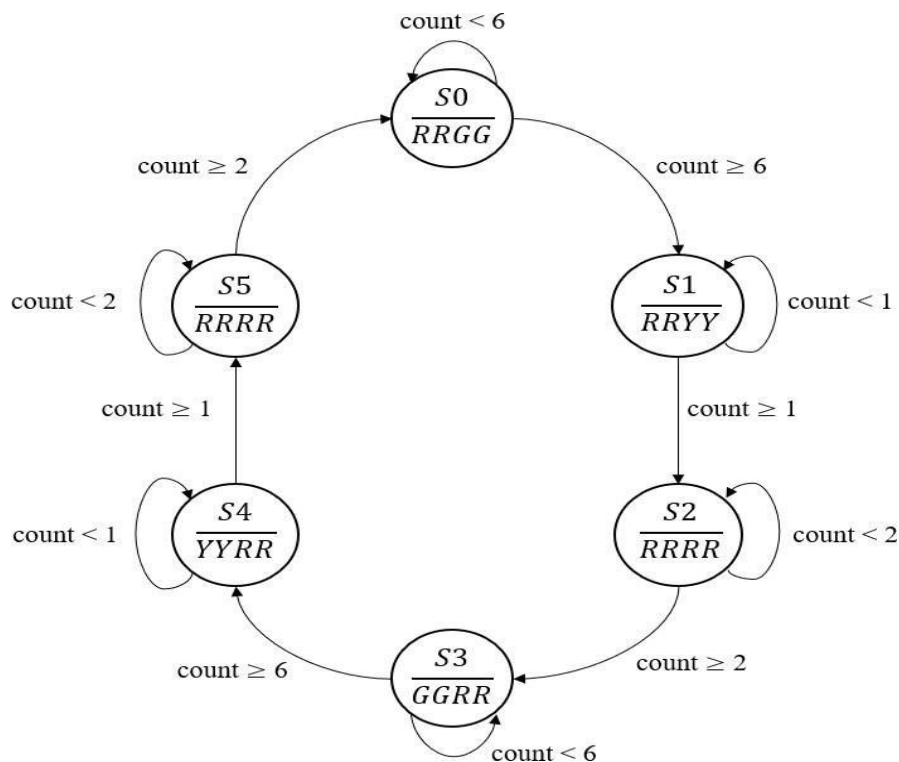 count < 6
S0
RRGG
count ≥ 2
count ≥ 6
S5
RRRR
count < 2
S1
RRYY
count < 1
count ≥ 1
count ≥ 1
S4
YYRR
count < 1
S2
RRRR
count < 2
S3
GGRR
count ≥ 6
count ≥ 2
count < 6